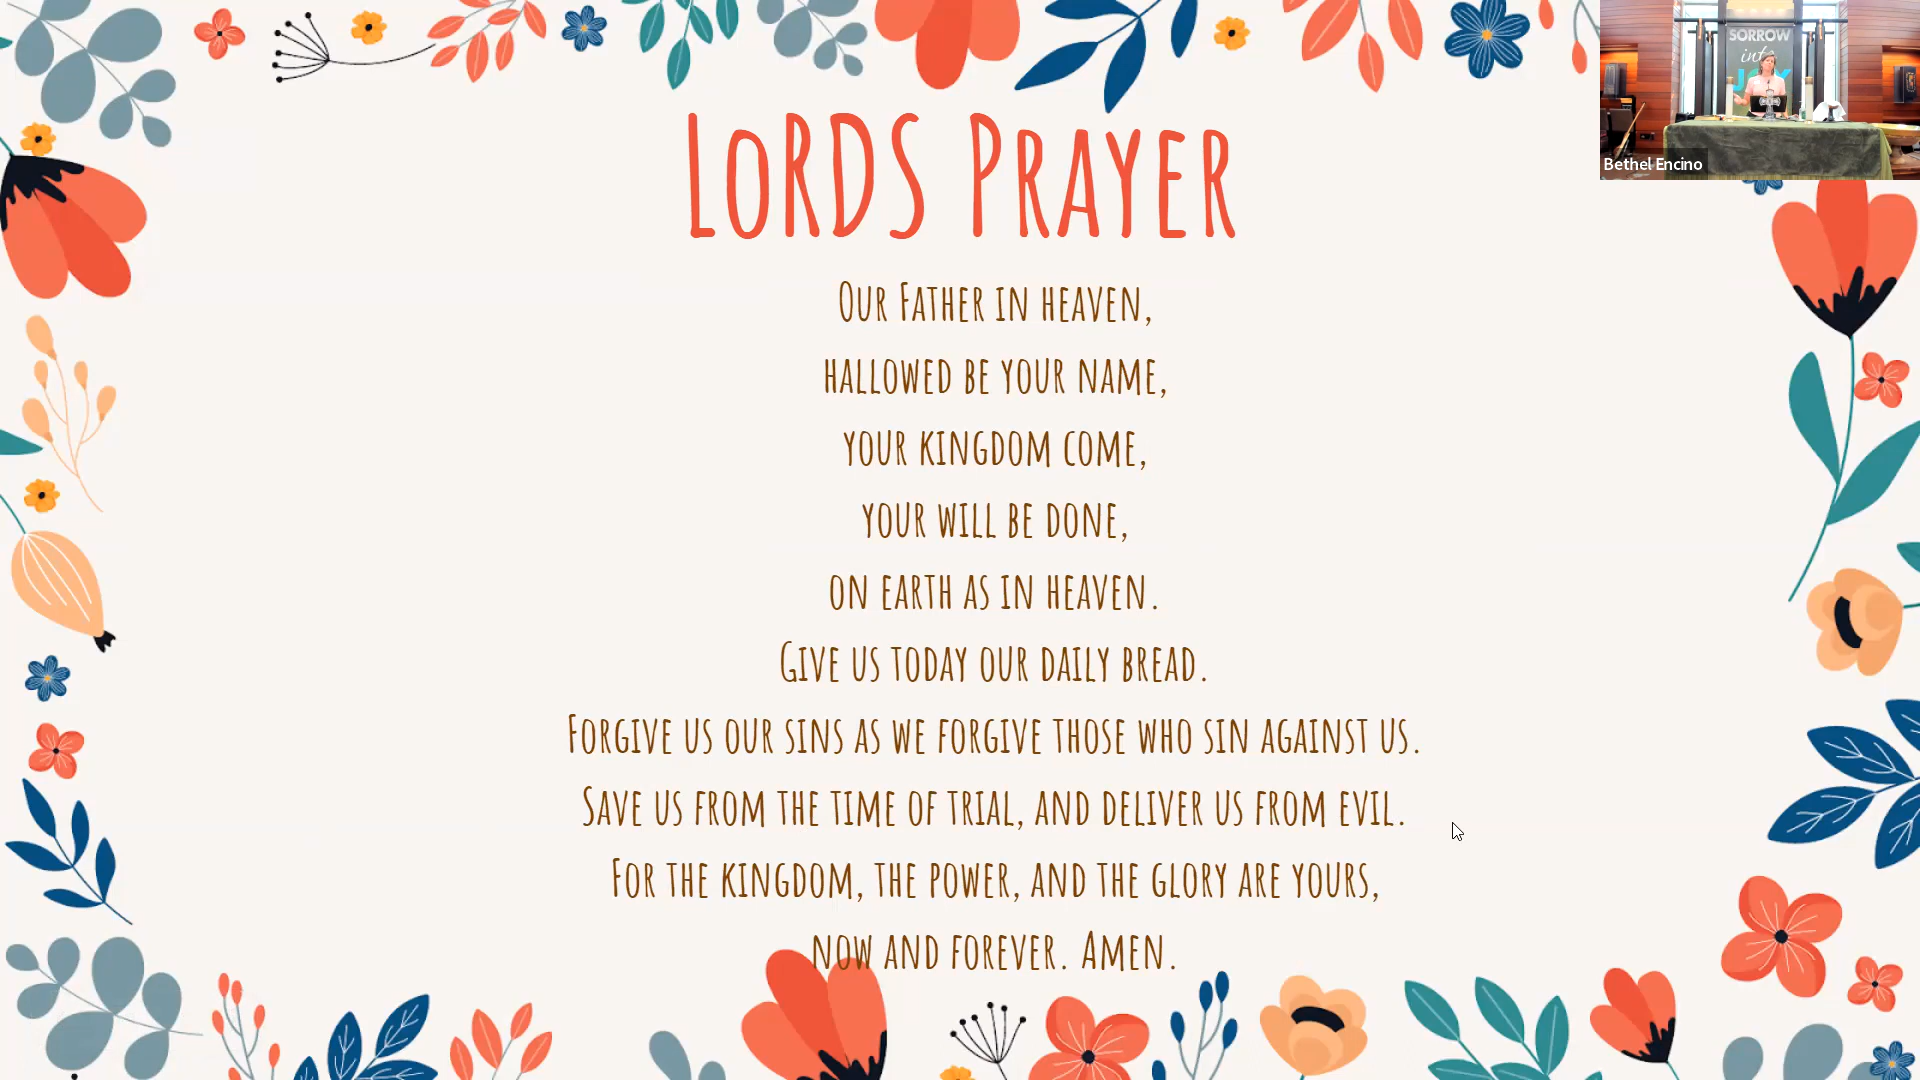 LORDS PRAYER
OUR FATHER IN HEAVEN,
HALLOWED BE YOUR NAME,
YOUR KINGDOM COME,
YOUR WILL BE DONE,
ON EARTH AS IN HEAVEN.
GIVE US TODAY OUR DAILY BREAD.
FORGIVE US OUR SINS AS WE FORGIVE THOSE WHO SIN AGAINST US.
SAVE US FROM THE TIME OF TRIAL, AND DELIVER US FROM EVIL.
FOR THE KINGDOM, THE POWER, AND THE GLORY ARE YOURS,
NOW AND FOREVER. AMEN.
SORROW
into
JOY
Bethel Encino